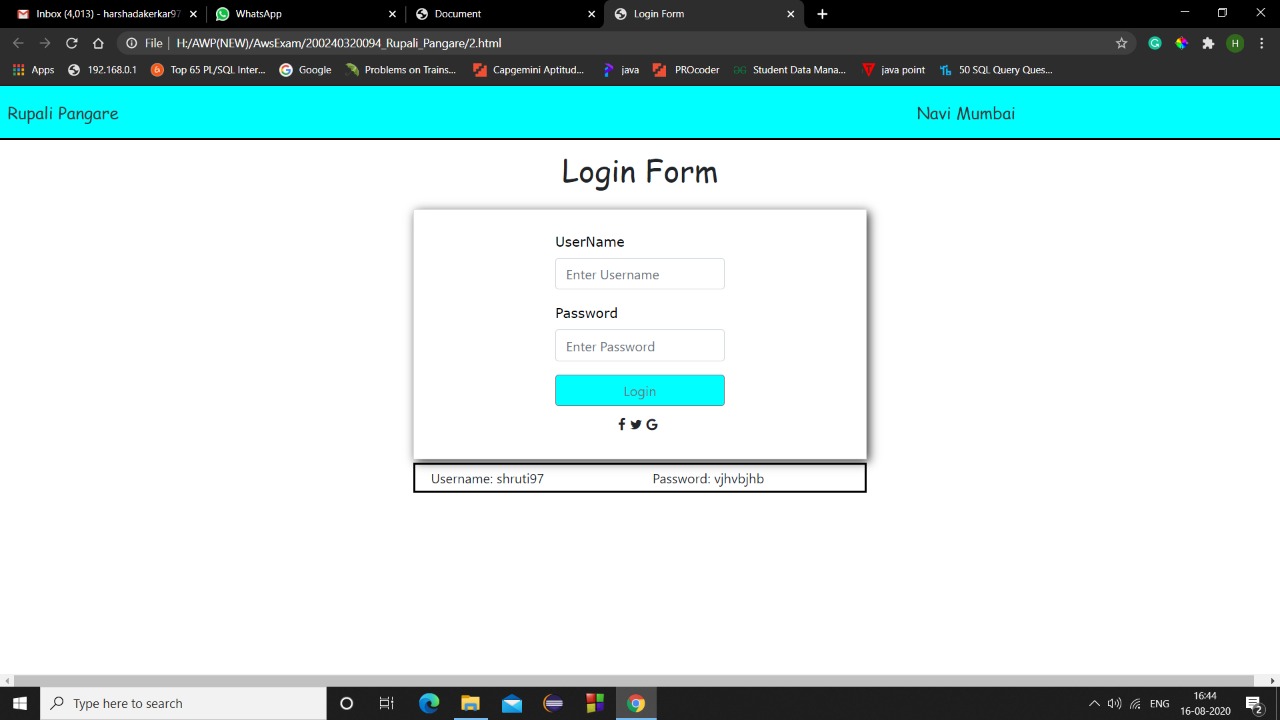 Inbox (4,013) - harshadakerkar97 WhatsApp Document Login Form
File H:/AWP(NEW)/AwsExam/200240320094_Rupali_Pangare/2.html H
Apps 192.168.0.1 Top 65 PL/SQL Inter... Google Problems on Trains... Capgemini Aptitud... java PROcoder Student Data Mana... java point 50 SQL Query Ques...
Rupali Pangare Navi Mumbai
Login Form
UserName
Enter Username
Password
Enter Password
Login
Username: shruti97 Password: vjhvbjhb
Type here to search ENG 16:44
16-08-2020 2